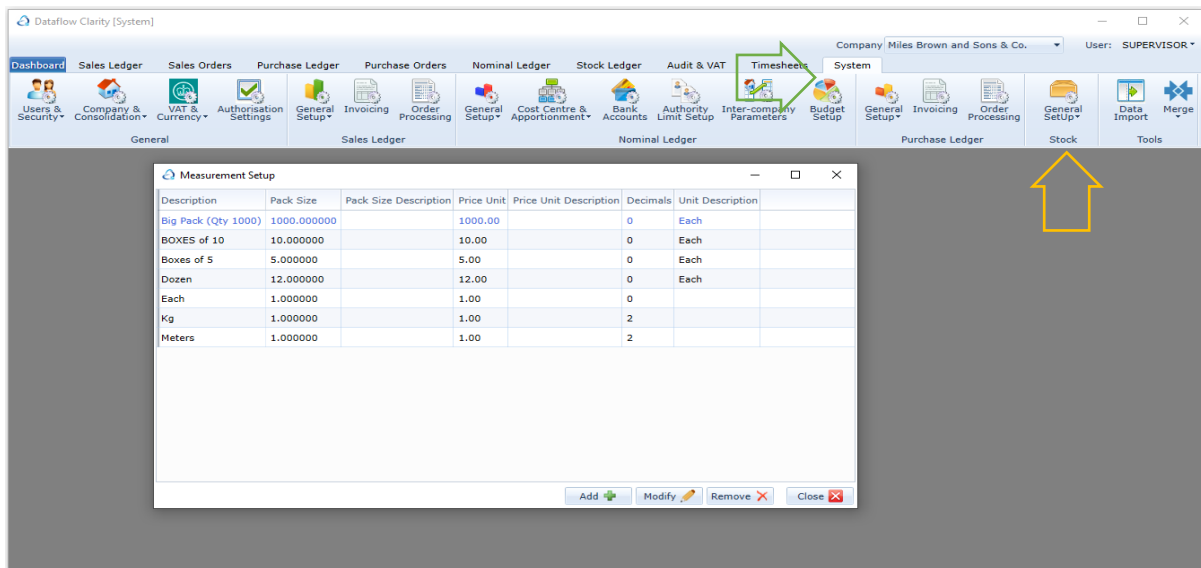 Dataflow Clarity [System]
Company Miles Brown and Sons & Co. User: SUPERVISOR
Dashboard Sales Ledger Sales Orders Purchase Ledger Purchase Orders Nominal Ledger Stock Ledger Audit & VAT Timesheets System
Users & Company & VAT & Authorisation General Invoicing Order General Cost Centre & Bank Authority Inter-company Budget General Invoicing Order General Data Merge
Security Consolidation Currency Settings Setup Processing Setup Apportionment Accounts Limit Setup Parameters Setup SetUp Processing SetUp Import
General Sales Ledger Nominal Ledger Purchase Ledger Stock Tools
Measurement Setup
Description Pack Size Pack Size Description Price Unit Price Unit Description Decimals Unit Description
Big Pack (Qty 1000) 1000.000000 1000.00 0 Each
BOXES of 10 10.000000 10.00 0 Each
Boxes of 5 5.000000 5.00 0 Each
Dozen 12.000000 12.00 0 Each
Each 1.000000 1.00 0
Kg 1.000000 1.00 2
Meters 1.000000 1.00 2
Add Modify Remove Close